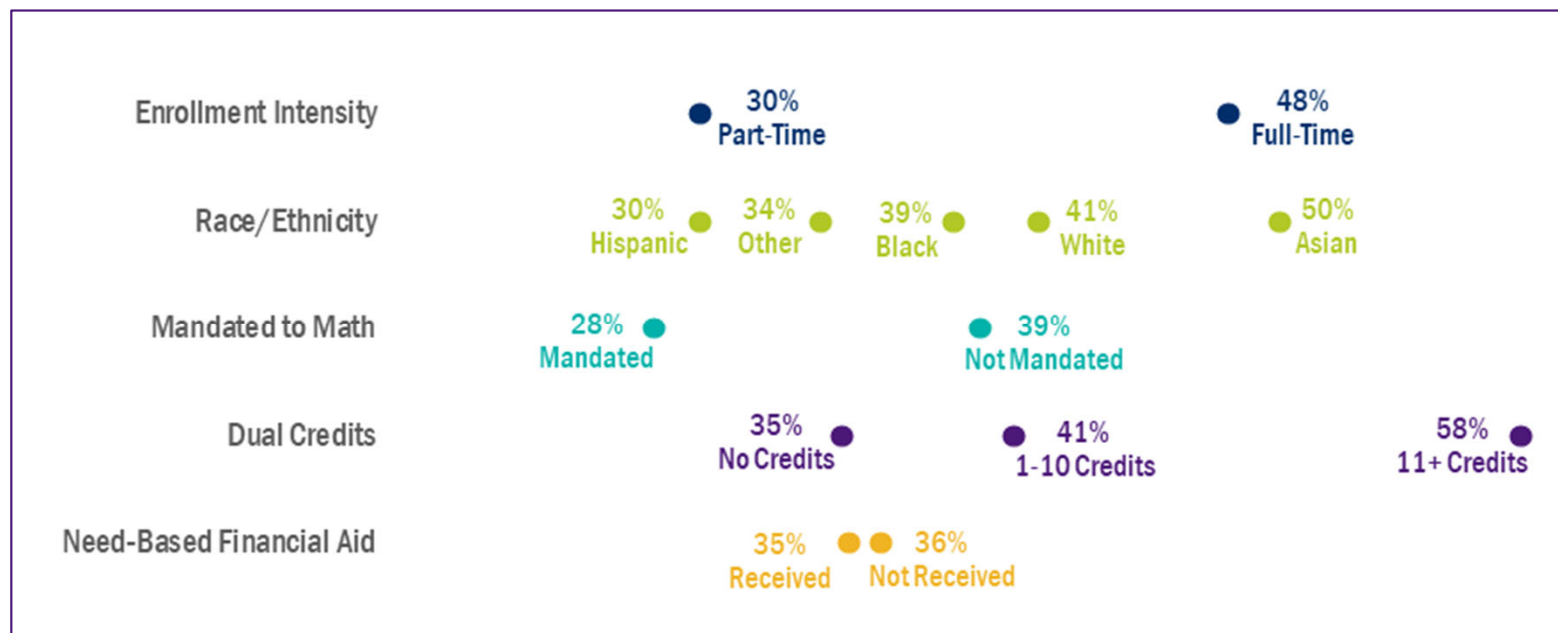 Enrollment Intensity
30%
Part-Time
48%
Full-Time
Race/Ethnicity
30%
Hispanic
34%
Other
39%
Black
41%
White
50%
Asian
Mandated to Math
28%
Mandated
39%
Not Mandated
Dual Credits
35%
No Credits
41%
1-10 Credits
58%
11+ Credits
Need-Based Financial Aid
35%
Received
36%
Not Received